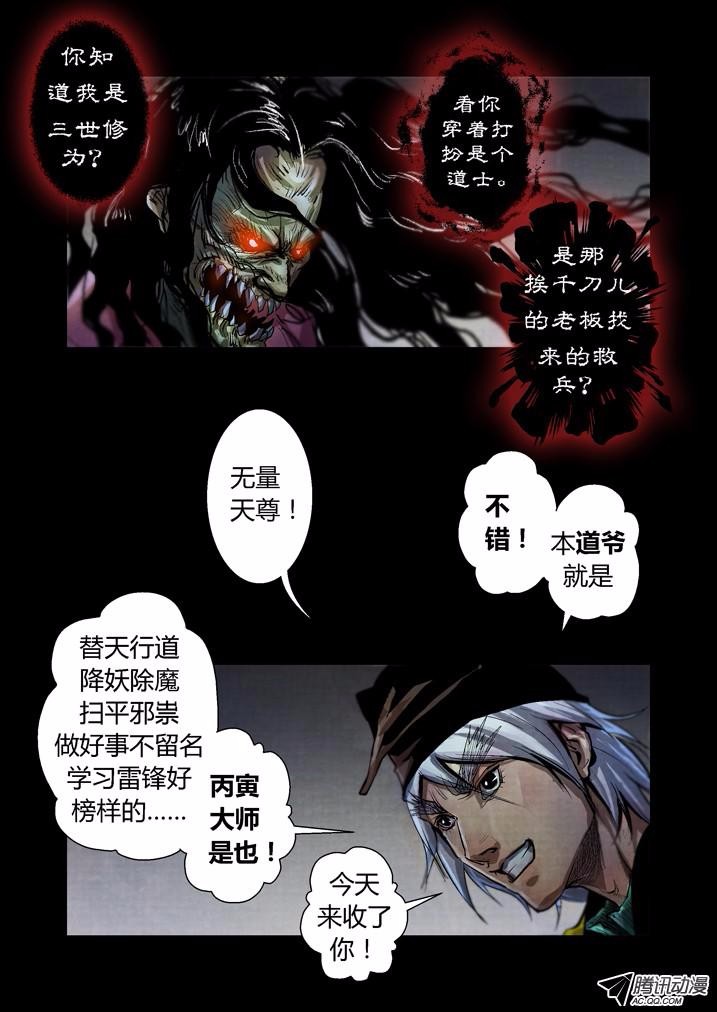 你知
道我是
三世修
为？
看你
穿着打
扮是个
道士。
是那
挨千刀儿
的老板找
来的救
兵？
无量
天尊！
不
错！
本道爷
就是
替天行道
降妖除魔
扫平邪祟
做好事不留名
学习雷锋好
榜样的……
丙寅
大师
是也！
今天
来收了
你！
腾讯动漫
AC.QQ.COM